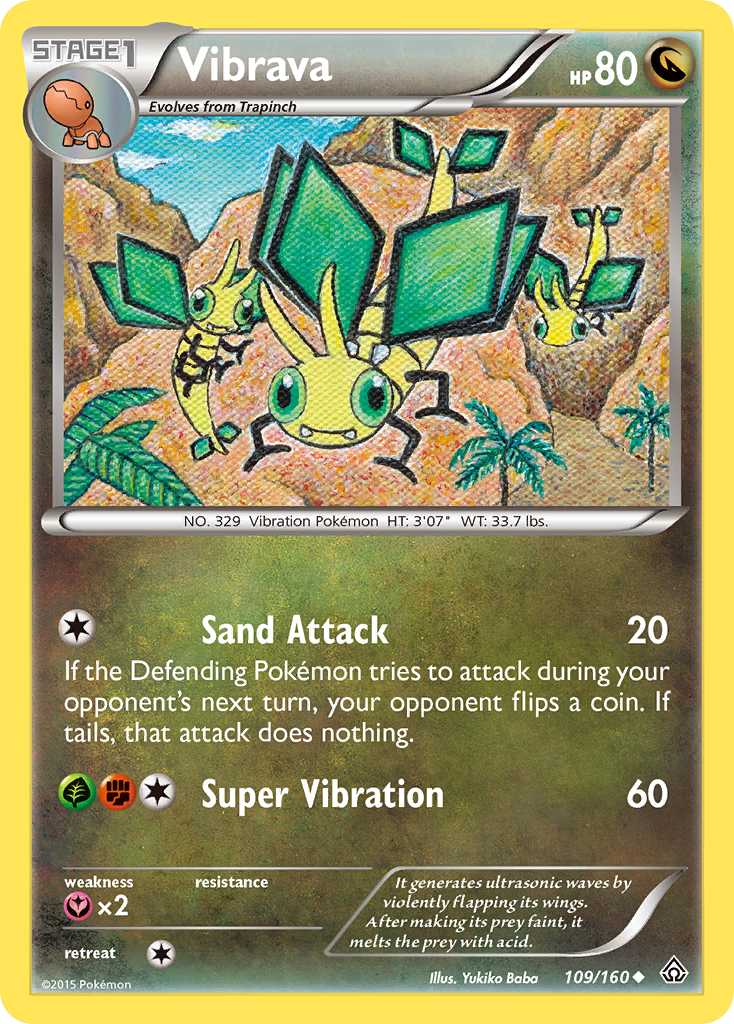 STAGE1
Vibrava
HP80
Evolves from Trapinch
NO. 329 Vibration Pokémon HT: 3'07" WT: 33.7 lbs.
Sand Attack 20
If the Defending Pokémon tries to attack during your
opponent's next turn, your opponent flips a coin. If
tails, that attack does nothing.
Super Vibration 60
weakness
resistance
×2
It generates ultrasonic waves by
violently flapping its wings.
After making its prey faint, it
melts the prey with acid.
retreat
Illus. Yukiko Baba
109/160
©2015 Pokémon